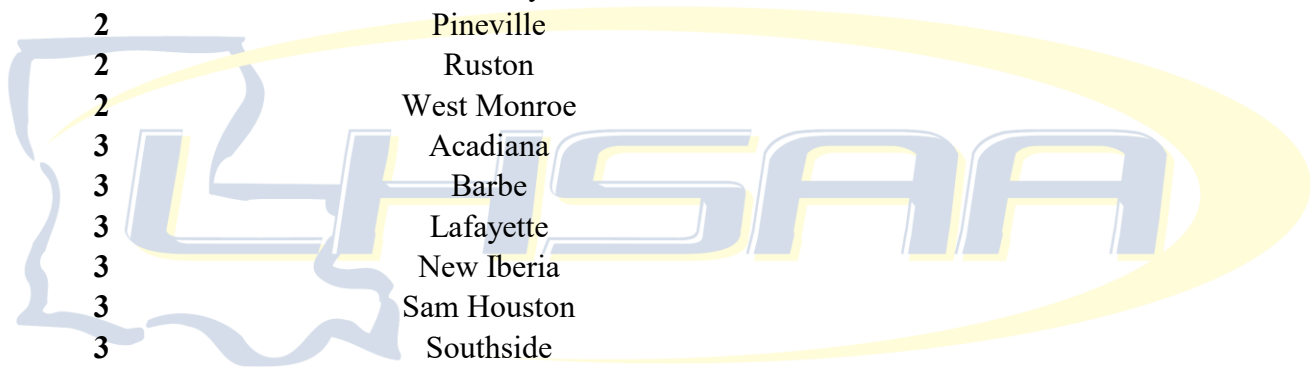 2 Pineville
2 Ruston
2 West Monroe
3 Acadiana
3 Barbe
3 Lafayette
3 New Iberia
3 Sam Houston
3 Southside
LHSAA